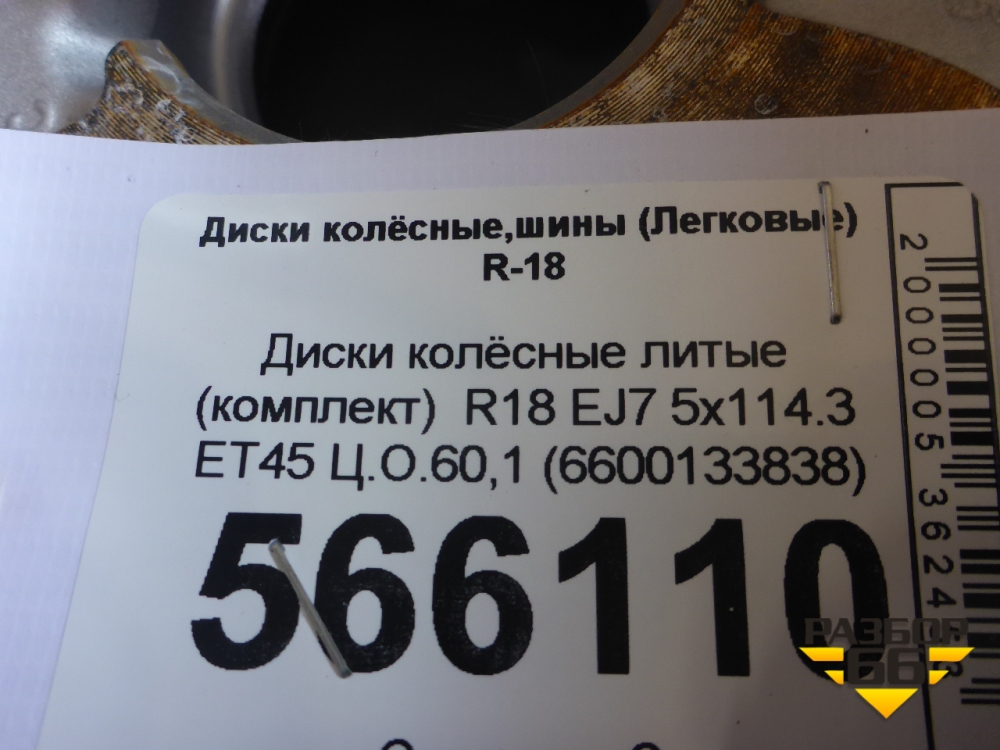 Диски колёсные,шины (Легковые)
R-18
Диски колёсные литые
(комплект) R18 EJ7 5x114.3
ET45 Ц.О.60,1 (6600133838)
566110
20000053624
РАЗБОР
66